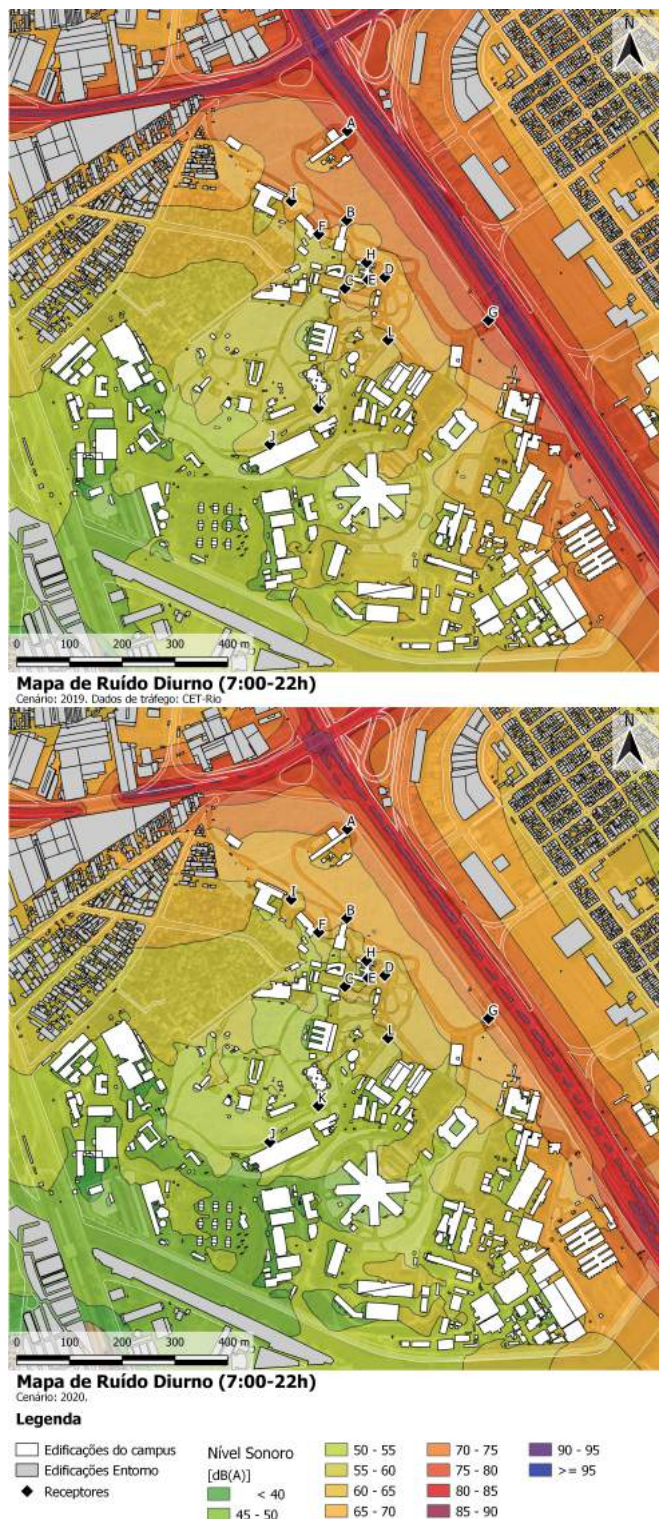 N
A
I
B
F
H
D
C
E
G
L
K
J
0 100 200 300 400 m
Mapa de Ruído Diurno (7:00-22h)
Cenário: 2019. Dados de tráfego: CET-Rio
N
A
I
B
F
H
D
C
E
G
L
K
J
0 100 200 300 400 m
Mapa de Ruído Diurno (7:00-22h)
Cenário: 2020.
Legenda
Edificações do campus
Edificações Entorno
Receptores
Nível Sonoro
[dB(A)]
< 40
45 - 50
50 - 55
55 - 60
60 - 65
65 - 70
70 - 75
75 - 80
80 - 85
85 - 90
90 - 95
>= 95